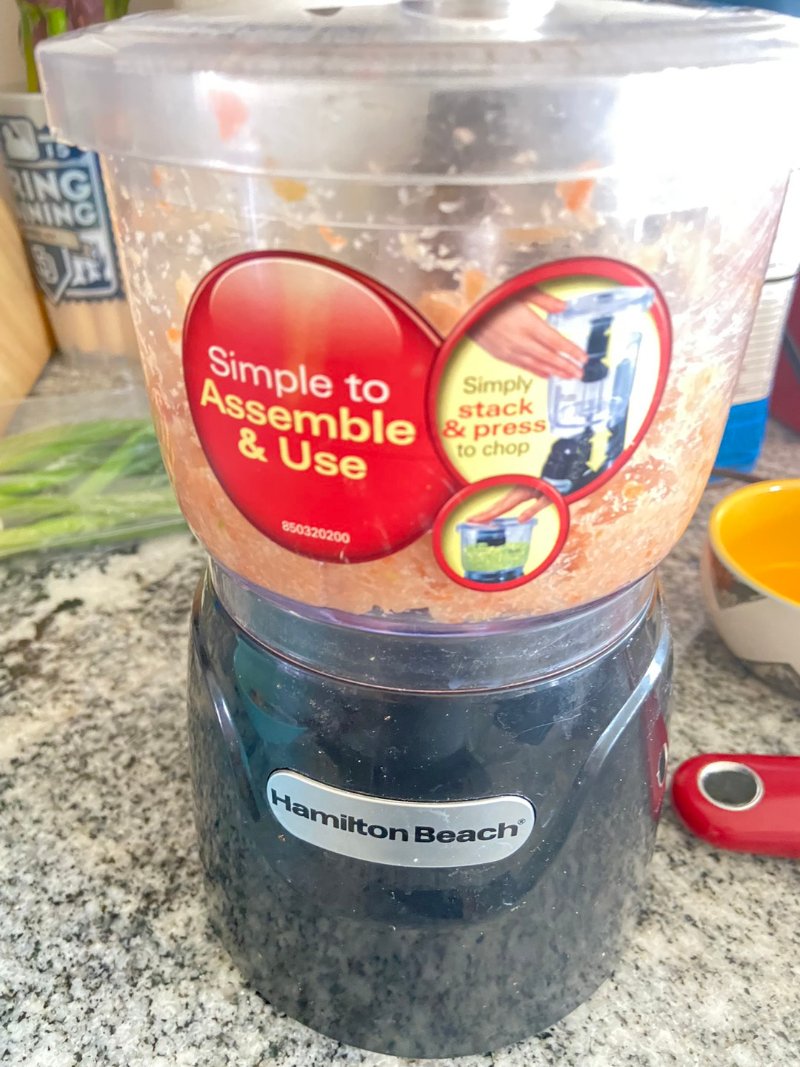 RING
INING
Simple to
Assemble
& Use
850320200
Simply
stack
& press
to chop
Hamilton Beach®